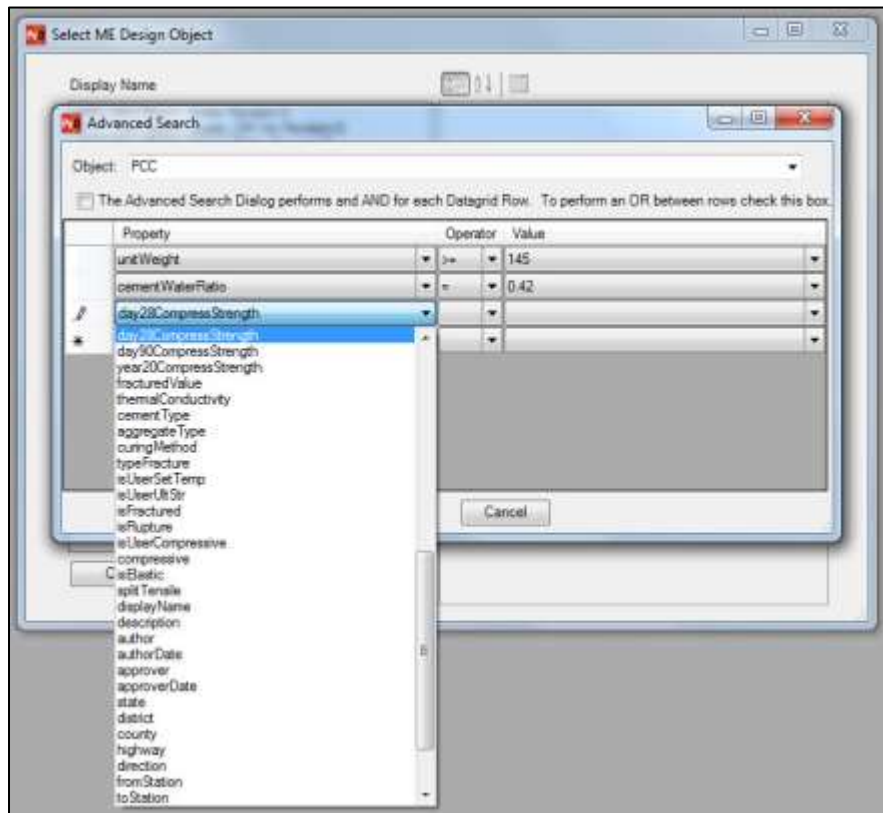 Select ME Design Object
Display Name
Advanced Search
Object: PCC
The Advanced Search Dialog performs and AND for each Datagrid Row. To perform an OR between rows check this box.
Property Operator Value
unitWeight >= 145
cementWaterRatio = 0.42
day28CompressStrength
day28CompressStrength
day90CompressStrength
year20CompressStrength
fracturedValue
thermalConductivity
cementType
aggregateType
curingMethod
typeFracture
isUserSetTemp
isUserUltStr
isFractured
isRupture
isUserCompressive
compressive
isElastic
splitTensile
displayName
description
author
authorDate
approver
approverDate
state
district
county
highway
direction
fromStation
toStation
Cancel